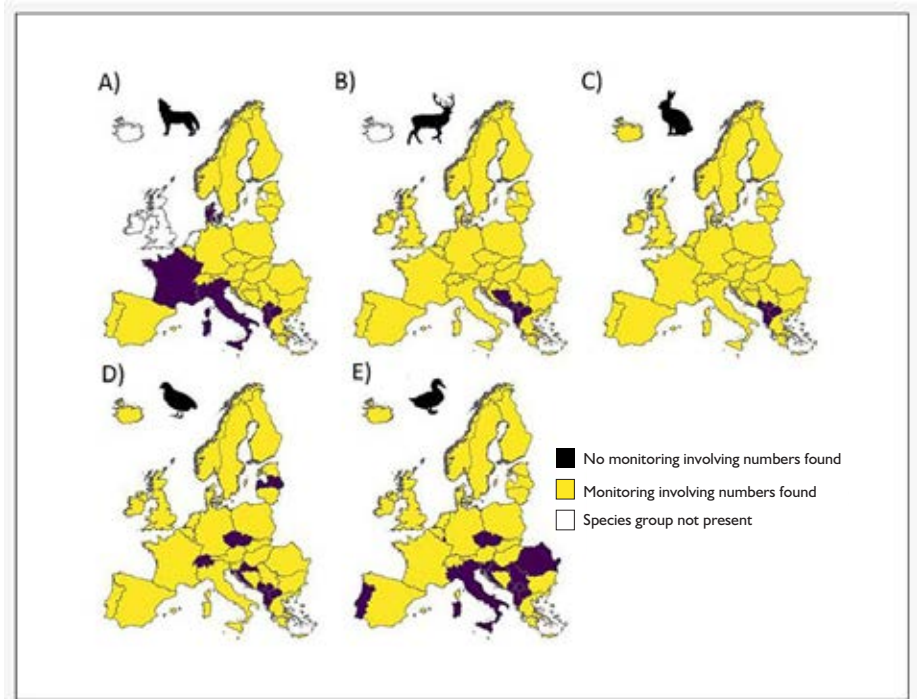 A)
B)
C)
D)
E)
No monitoring involving numbers found
Monitoring involving numbers found
Species group not present